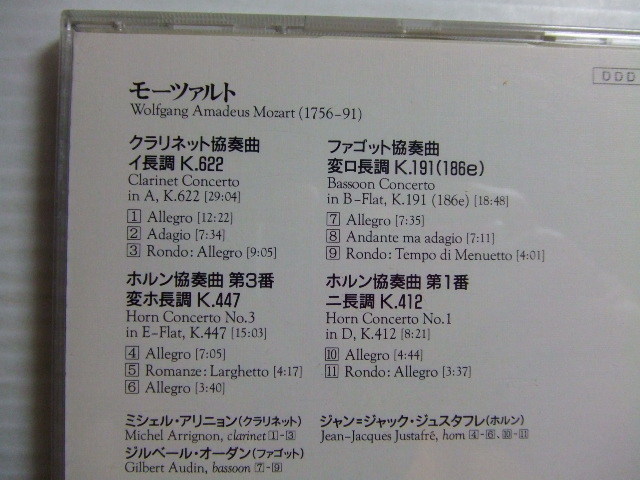 DDD
モーツァルト
Wolfgang Amadeus Mozart (1756-91)
クラリネット協奏曲
イ長調 K.622
Clarinet Concerto
in A, K.622 [29:04]
1 Allegro [12:22]
2 Adagio [7:34]
3 Rondo: Allegro [9:05]
ホルン協奏曲 第3番
変ホ長調 K.447
Horn Concerto No.3
in E-Flat, K.447 [15:03]
4 Allegro [7:05]
5 Romanze: Larghetto [4:17]
6 Allegro [3:40]
ファゴット協奏曲
変ロ長調 K.191(186e)
Bassoon Concerto
in B-Flat, K.191 (186e) [18:48]
7 Allegro [7:35]
8 Andante ma adagio [7:11]
9 Rondo: Tempo di Menuetto [4:01]
ホルン協奏曲 第1番
ニ長調 K.412
Horn Concerto No.1
in D, K.412 [8:21]
10 Allegro [4:44]
11 Rondo: Allegro [3:37]
ミシェル・アリニョン(クラリネット)
Michel Arrignon, clarinet 1-3
ジルベール・オーダン(ファゴット)
Gilbert Audin, bassoon 7-9
ジャン=ジャック・ジュスタフレ(ホルン)
Jean-Jacques Justafré, horn 4-6、10-11